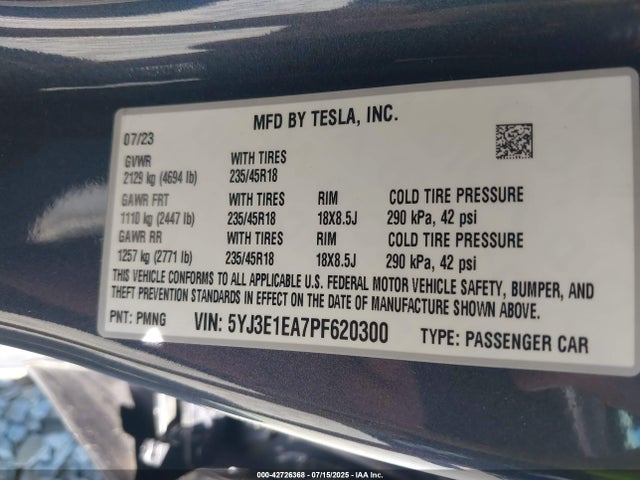 MFD BY TESLA, INC.
07/23
GVWR WITH TIRES
2129 kg (4694 lb) 235/45R18
GAWR FRT WITH TIRES RIM COLD TIRE PRESSURE
1110 kg (2447 lb) 235/45R18 18X8.5J 290 kPa, 42 psi
GAWR RR WITH TIRES RIM COLD TIRE PRESSURE
1257 kg (2771 lb) 235/45R18 18X8.5J 290 kPa, 42 psi
THIS VEHICLE CONFORMS TO ALL APPLICABLE U.S. FEDERAL MOTOR VEHICLE SAFETY, BUMPER, AND
THEFT PREVENTION STANDARDS IN EFFECT ON THE DATE OF MANUFACTURE SHOWN ABOVE.
PNT: PMNG VIN: 5YJ3E1EA7PF620300 TYPE: PASSENGER CAR
000-42726368 - 07/15/2025 - IAA Inc.